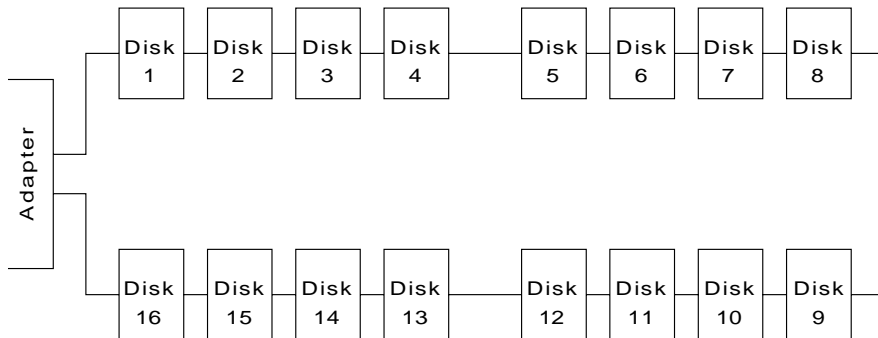 Disk 1
Disk 2
Disk 3
Disk 4
Disk 5
Disk 6
Disk 7
Disk 8
Adapter
Disk 16
Disk 15
Disk 14
Disk 13
Disk 12
Disk 11
Disk 10
Disk 9